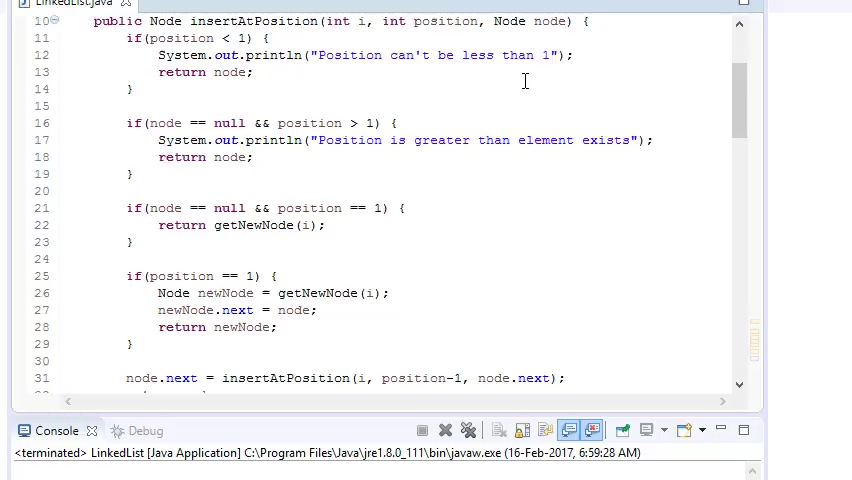 LinkedList.java
10 public Node insertAtPosition(int i, int position, Node node) {
11 if(position < 1) {
12 System.out.println("Position can't be less than 1");
13 return node;
14 }
15
16 if(node == null && position > 1) {
17 System.out.println("Position is greater than element exists");
18 return node;
19 }
20
21 if(node == null && position == 1) {
22 return getNewNode(i);
23 }
24
25 if(position == 1) {
26 Node newNode = getNewNode(i);
27 newNode.next = node;
28 return newNode;
29 }
30
31 node.next = insertAtPosition(i, position-1, node.next);
Console Debug
<terminated> LinkedList [Java Application] C:\Program Files\Java\jre1.8.0_111\bin\javaw.exe (16-Feb-2017, 6:59:28 AM)